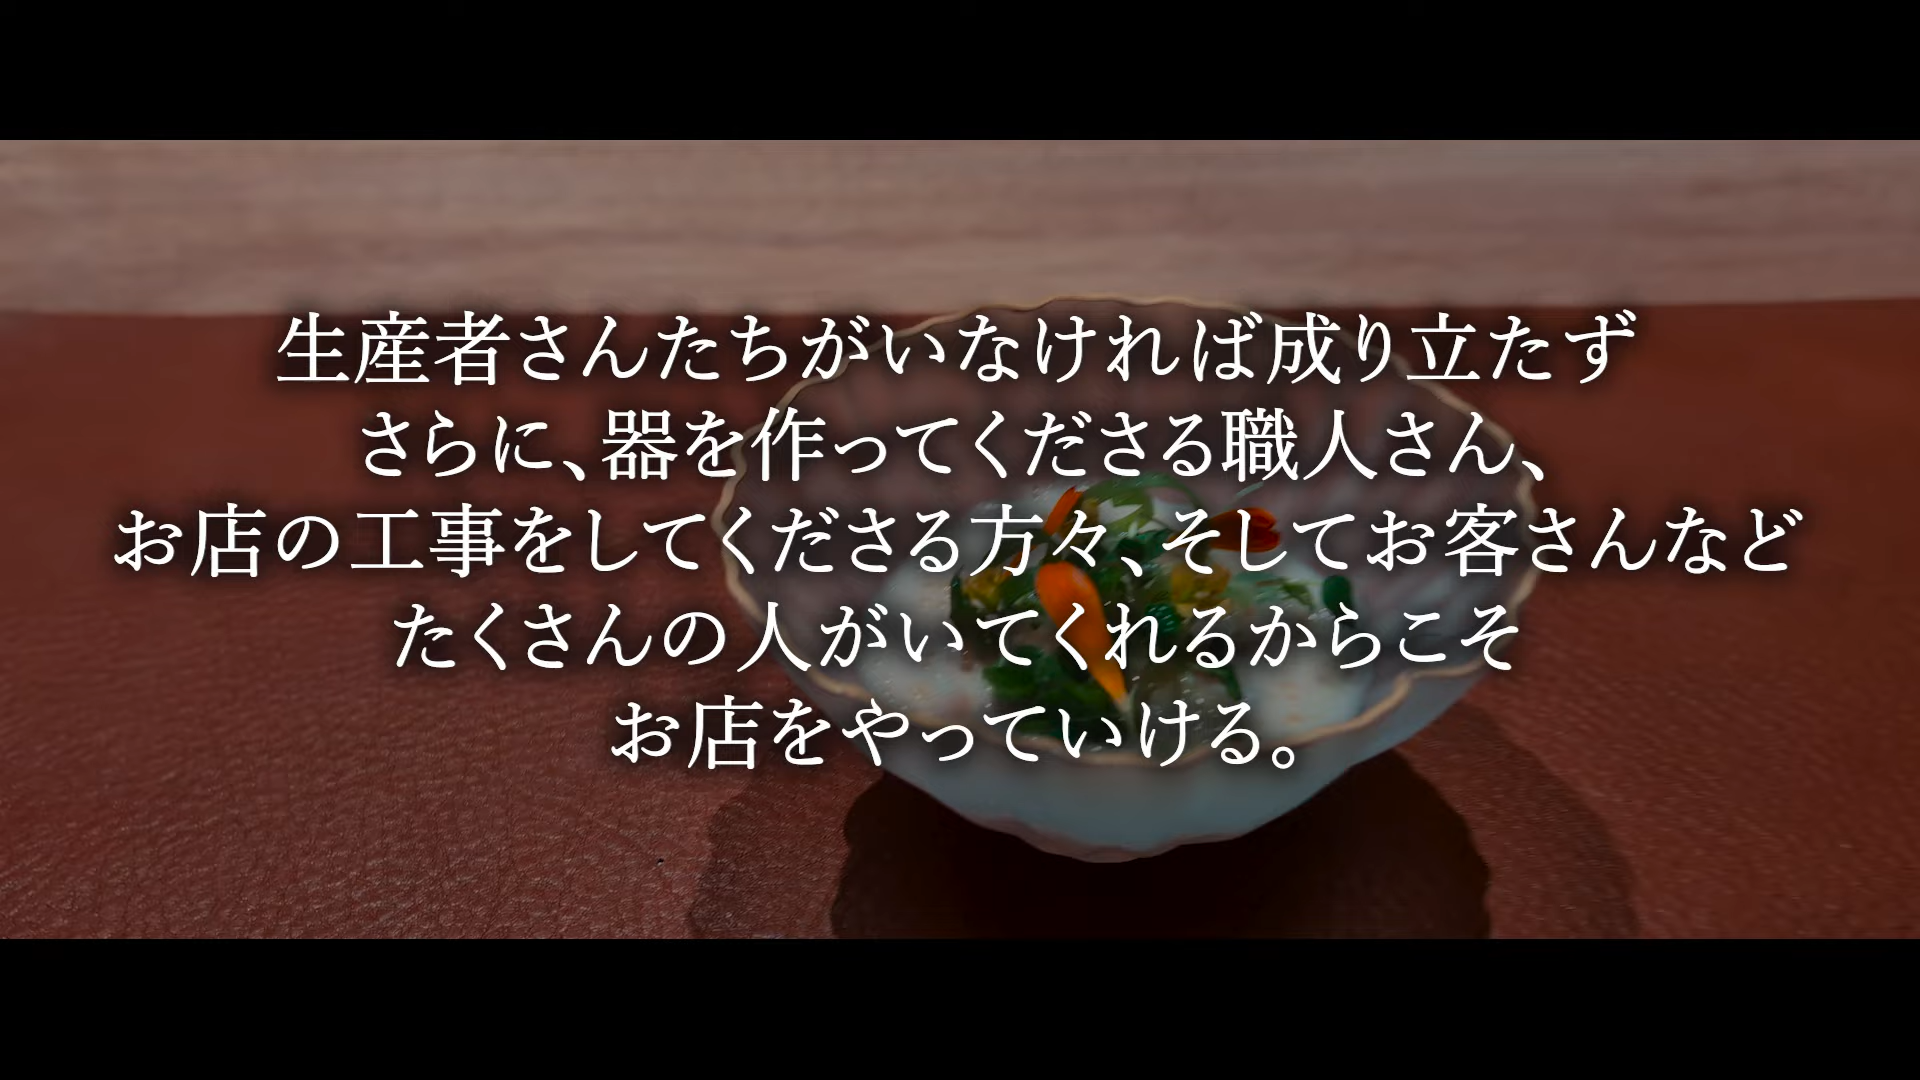 生産者さんたちがいなければ成り立たず
さらに、器を作ってくださる職人さん、
お店の工事をしてくださる方々、そしてお客さんなど
たくさんの人がいてくれるからこそ
お店をやっていける。